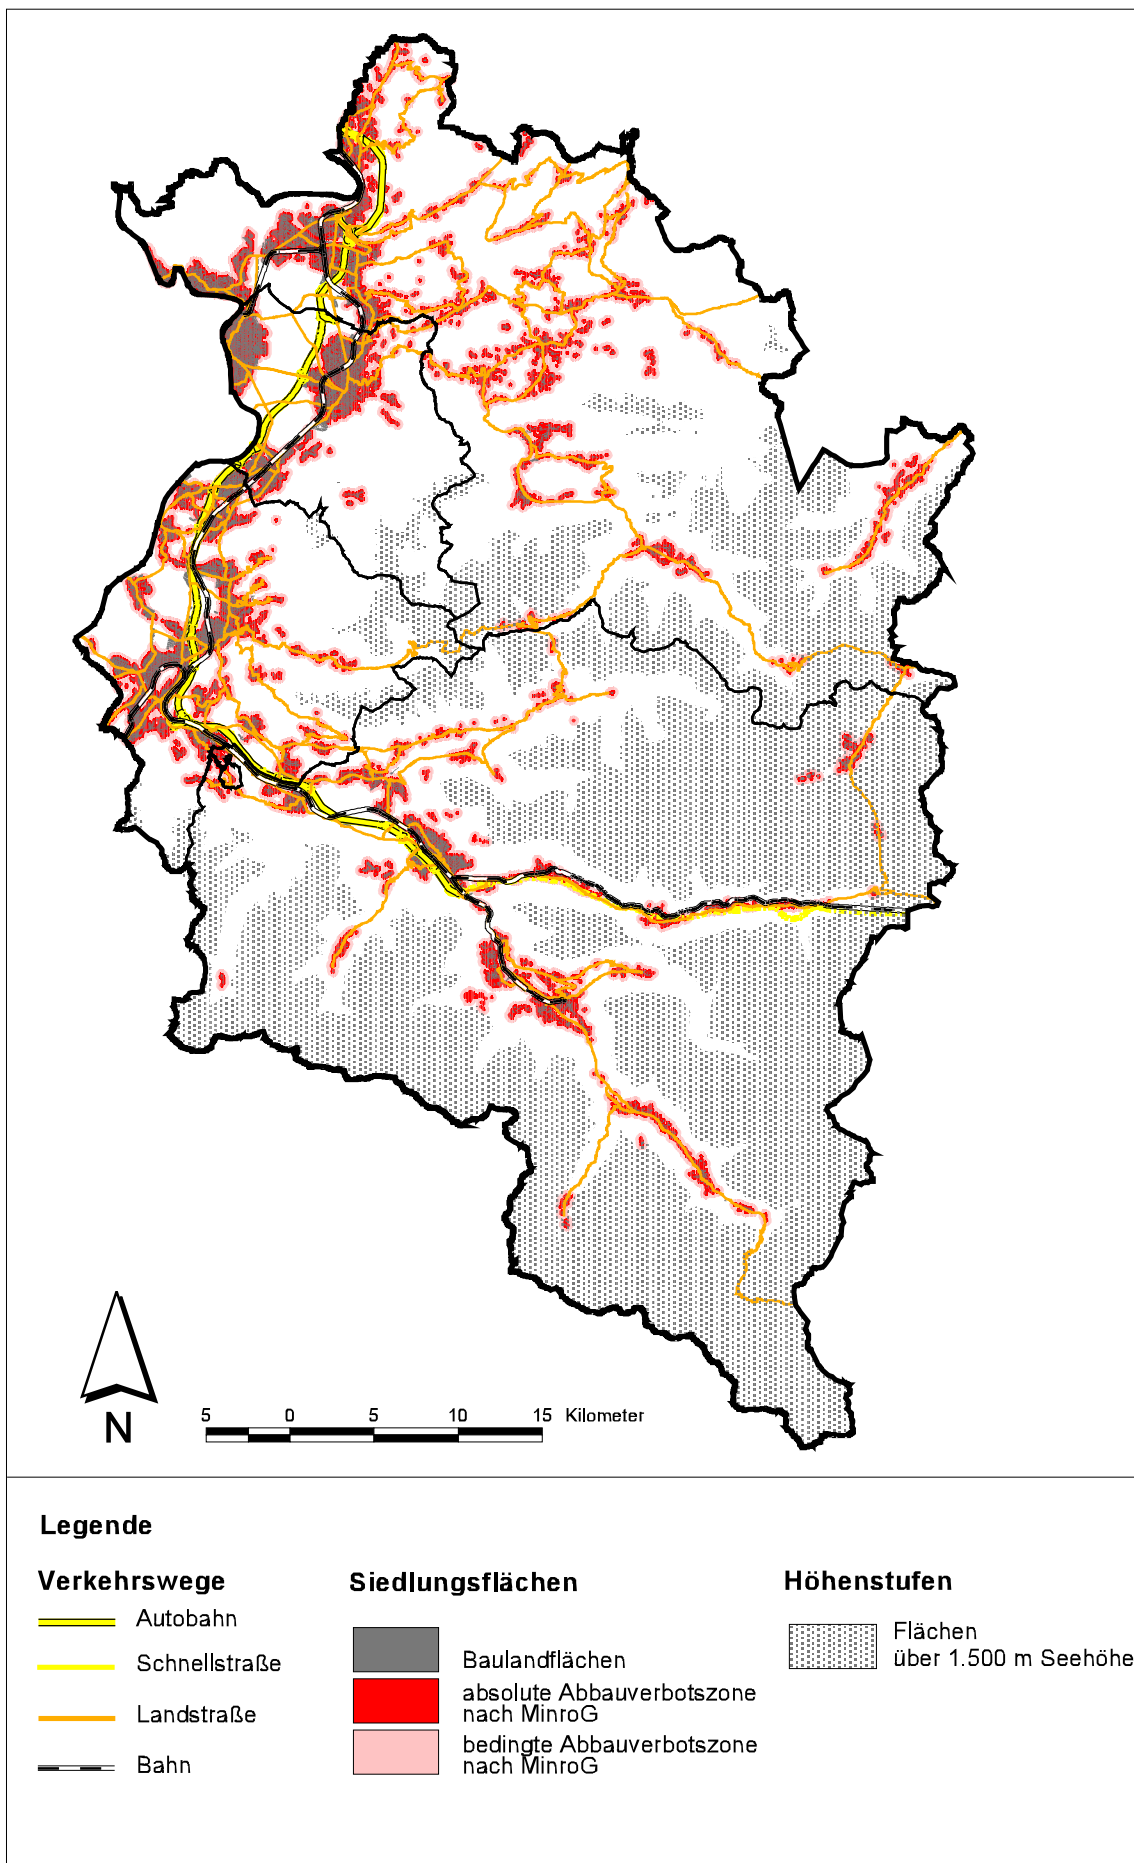 N
5 0 5 10 15 Kilometer
Legende
Verkehrswege
Autobahn
Schnellstraße
Landstraße
Bahn
Siedlungsflächen
Baulandflächen
absolute Abbauverbotszone
nach MinroG
bedingte Abbauverbotszone
nach MinroG
Höhenstufen
Flächen
über 1.500 m Seehöhe